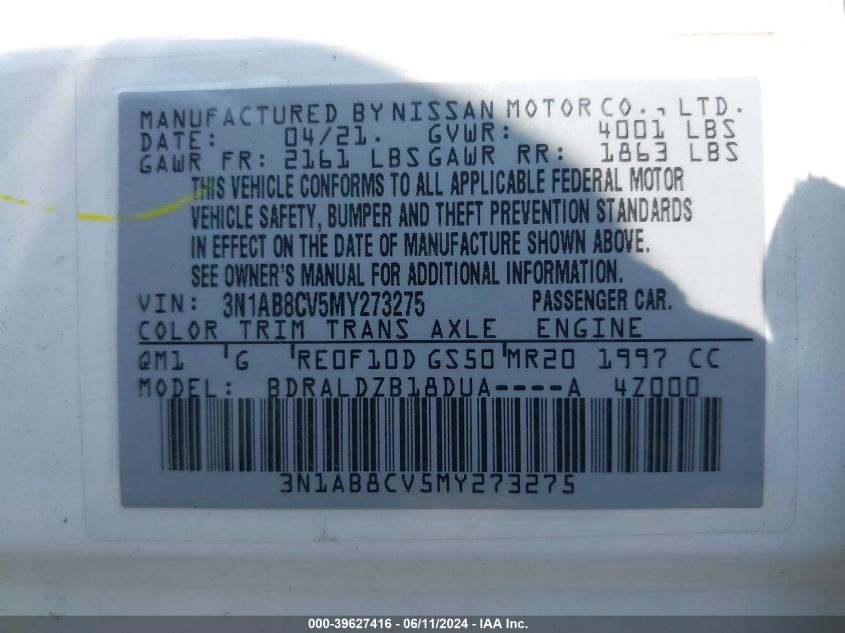 MANUFACTURED BY NISSAN MOTOR CO., LTD.
DATE: 04/21. GVWR: 4001 LBS
GAWR FR: 2161 LBS GAWR RR: 1863 LBS
THIS VEHICLE CONFORMS TO ALL APPLICABLE FEDERAL MOTOR
VEHICLE SAFETY, BUMPER AND THEFT PREVENTION STANDARDS
IN EFFECT ON THE DATE OF MANUFACTURE SHOWN ABOVE.
SEE OWNER'S MANUAL FOR ADDITIONAL INFORMATION.
VIN: 3N1AB8CV5MY273275 PASSENGER CAR.
COLOR TRIM TRANS AXLE ENGINE
QM1 G RE0F10D GS50 MR20 1997 CC
MODEL: BDRALDZB18DUA----A 4Z000
3N1AB8CV5MY273275
000-39627416 - 06/11/2024 - IAA Inc.